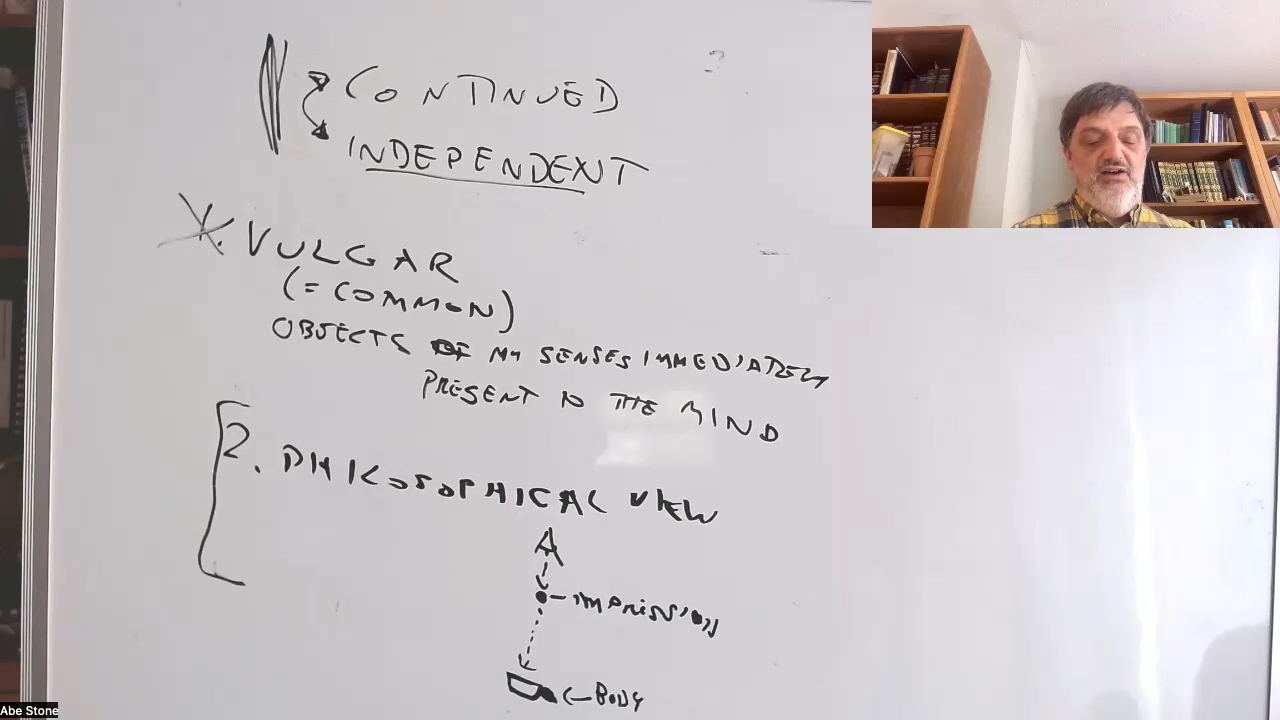 CONTINUED
INDEPENDENT
1. VULGAR
(= COMMON)
OBJECTS OF MY SENSES IMMEDIATELY
PRESENT TO THE MIND
2. PHILOSOPHICAL VIEW
A
IMPRESSION
BODY
Abe Stone